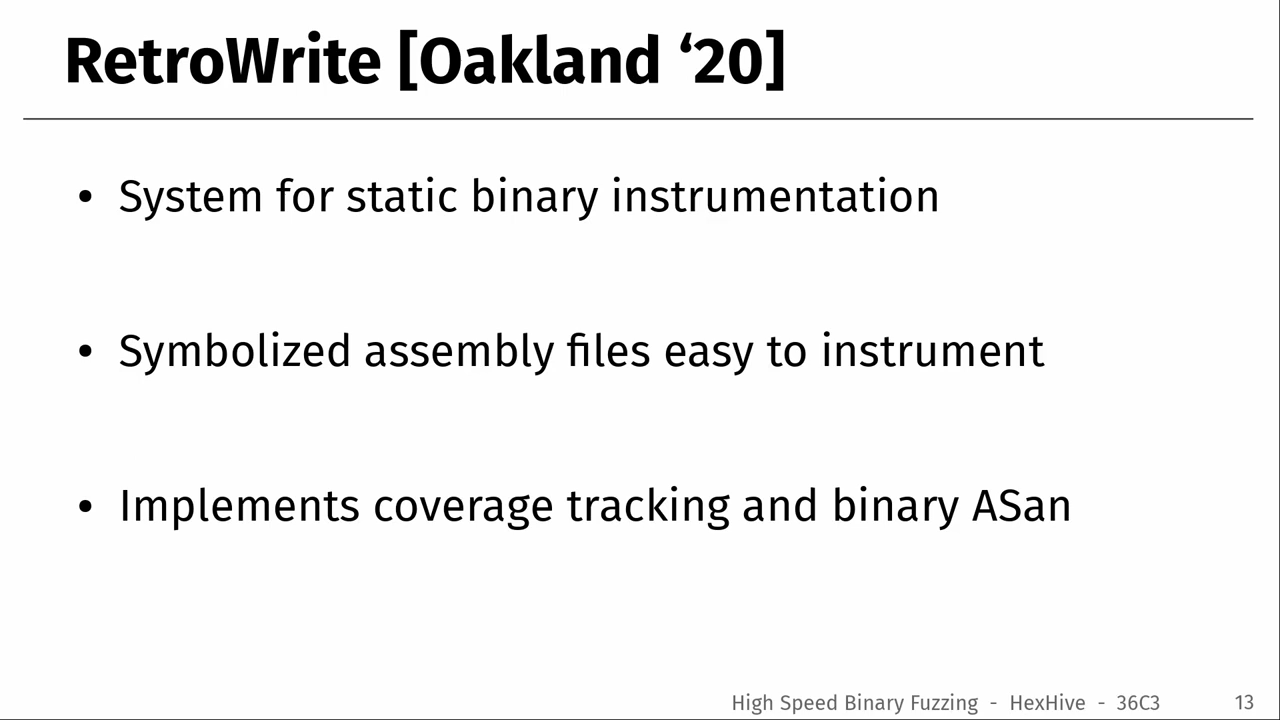 RetroWrite [Oakland ‘20]
• System for static binary instrumentation
• Symbolized assembly files easy to instrument
• Implements coverage tracking and binary ASan
High Speed Binary Fuzzing - HexHive - 36C3 13